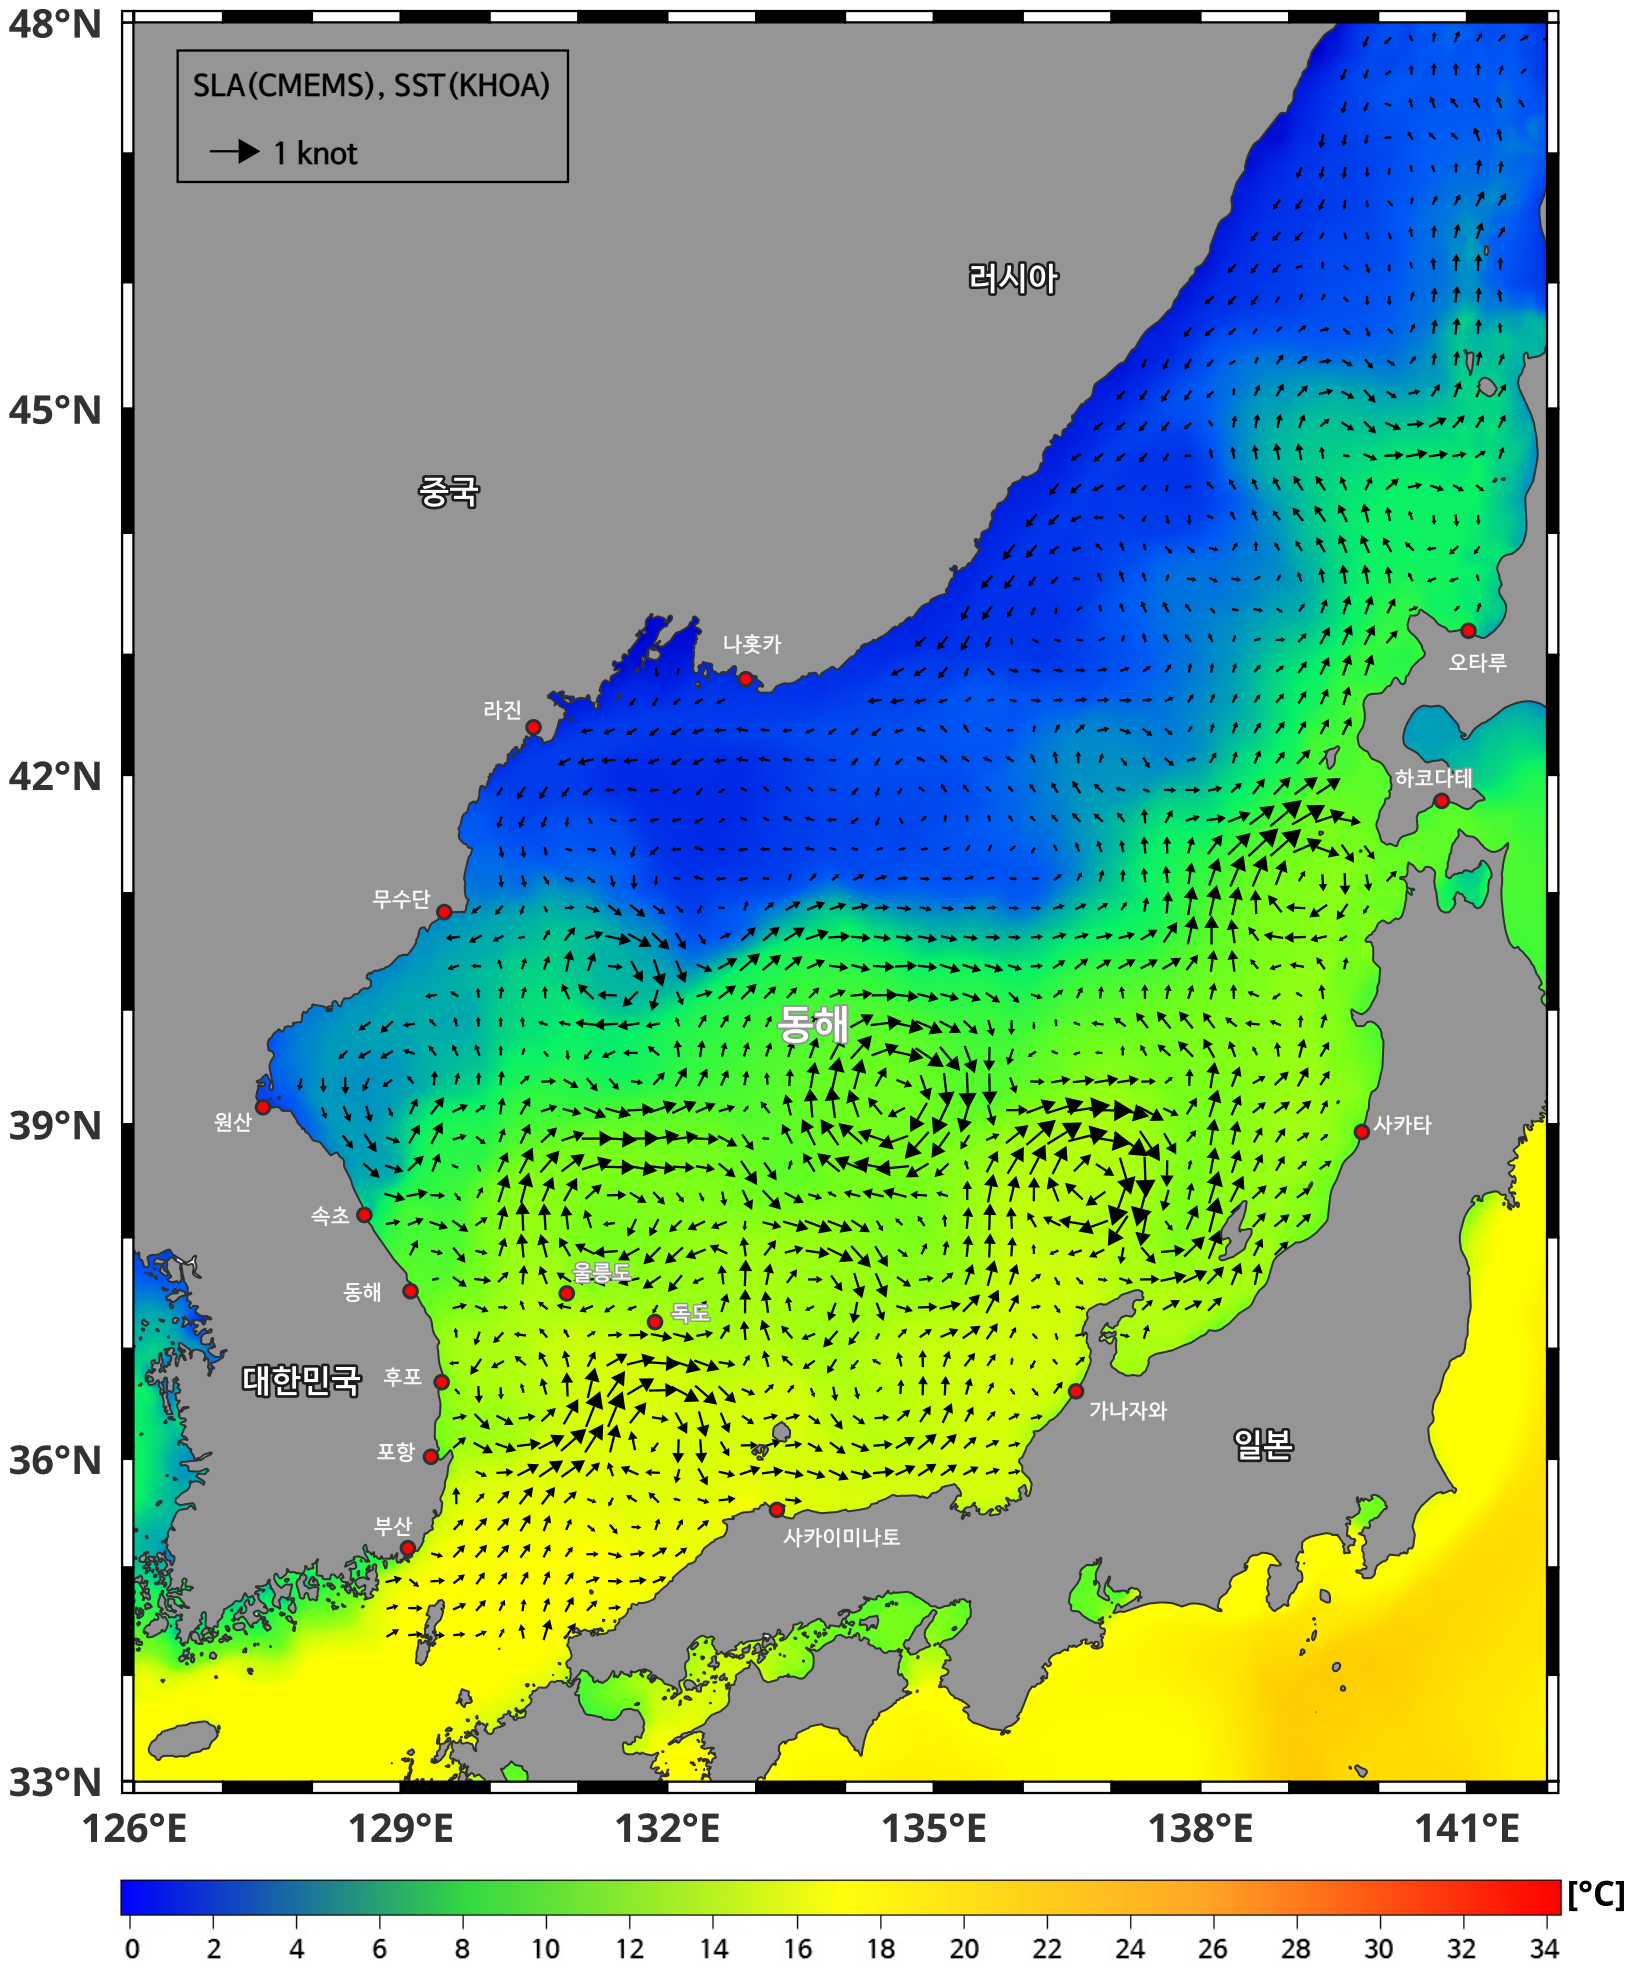 48°N
SLA(CMEMS), SST(KHOA)
1 knot
러시아
45°N
중국
나홋카
오타루
라진
42°N
하코다테
무수단
동해
39°N
원산
사카타
속초
울릉도
동해
독도
대한민국
후포
가나자와
일본
36°N
포항
부산
사카이미나토
33°N
126°E 129°E 132°E 135°E 138°E 141°E
[°C]
0 2 4 6 8 10 12 14 16 18 20 22 24 26 28 30 32 34